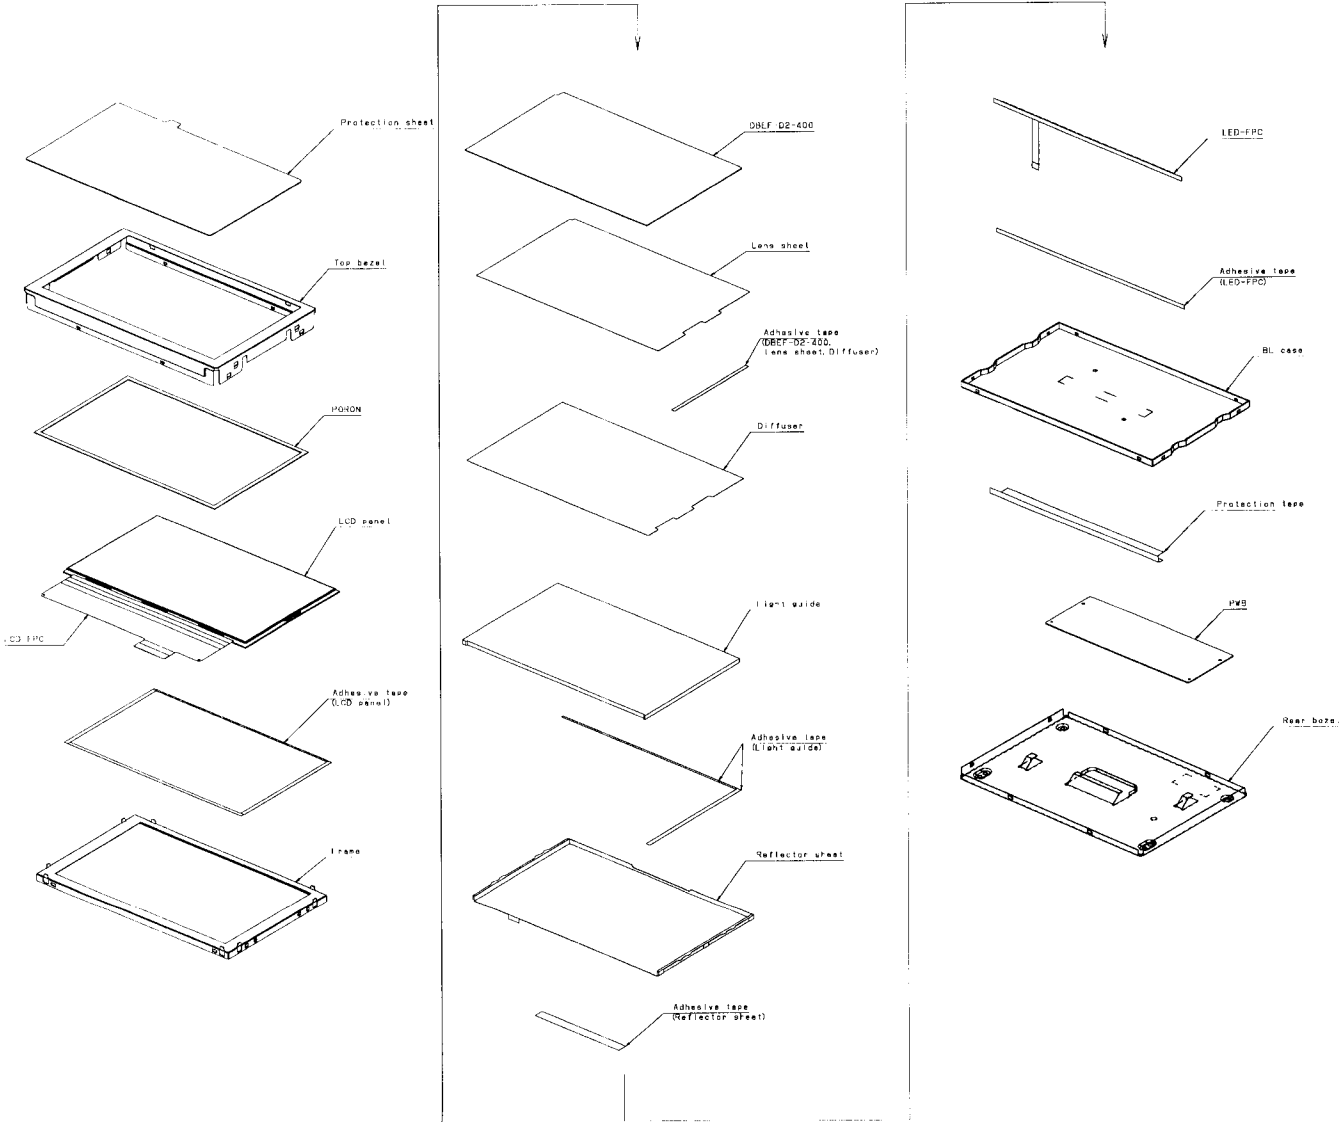 Protection sheet
Top bezel
PORON
LCD panel
LCD FPC
Adhesive tape
(LCD panel)
Frame
DBEF-D2-400
Lens sheet
Adhesive tape
(DBEF-D2-400,
Lens sheet, Diffuser)
Diffuser
Light guide
Adhesive tape
(Light guide)
Reflector sheet
Adhesive tape
(Reflector sheet)
LED-FPC
Adhesive tape
(LED-FPC)
BL case
Protection tape
PWB
Rear beze